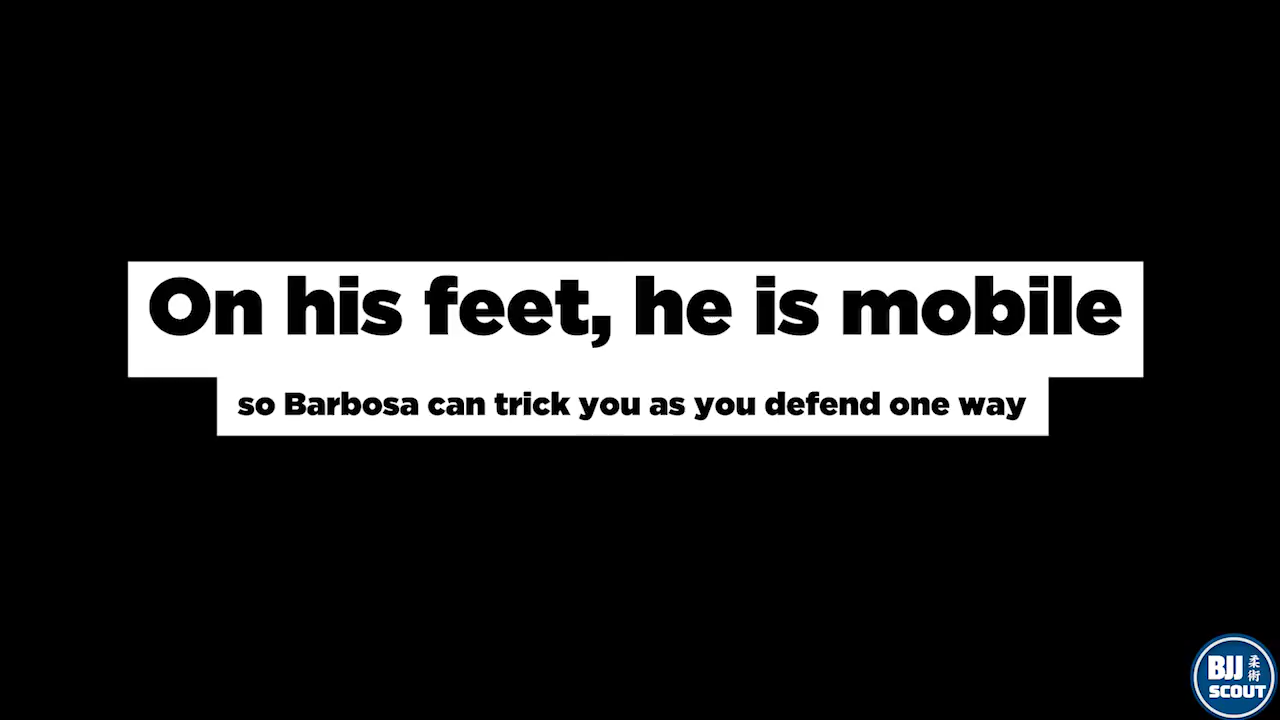 On his feet, he is mobile
so Barbosa can trick you as you defend one way
BJJ 柔術
SCOUT